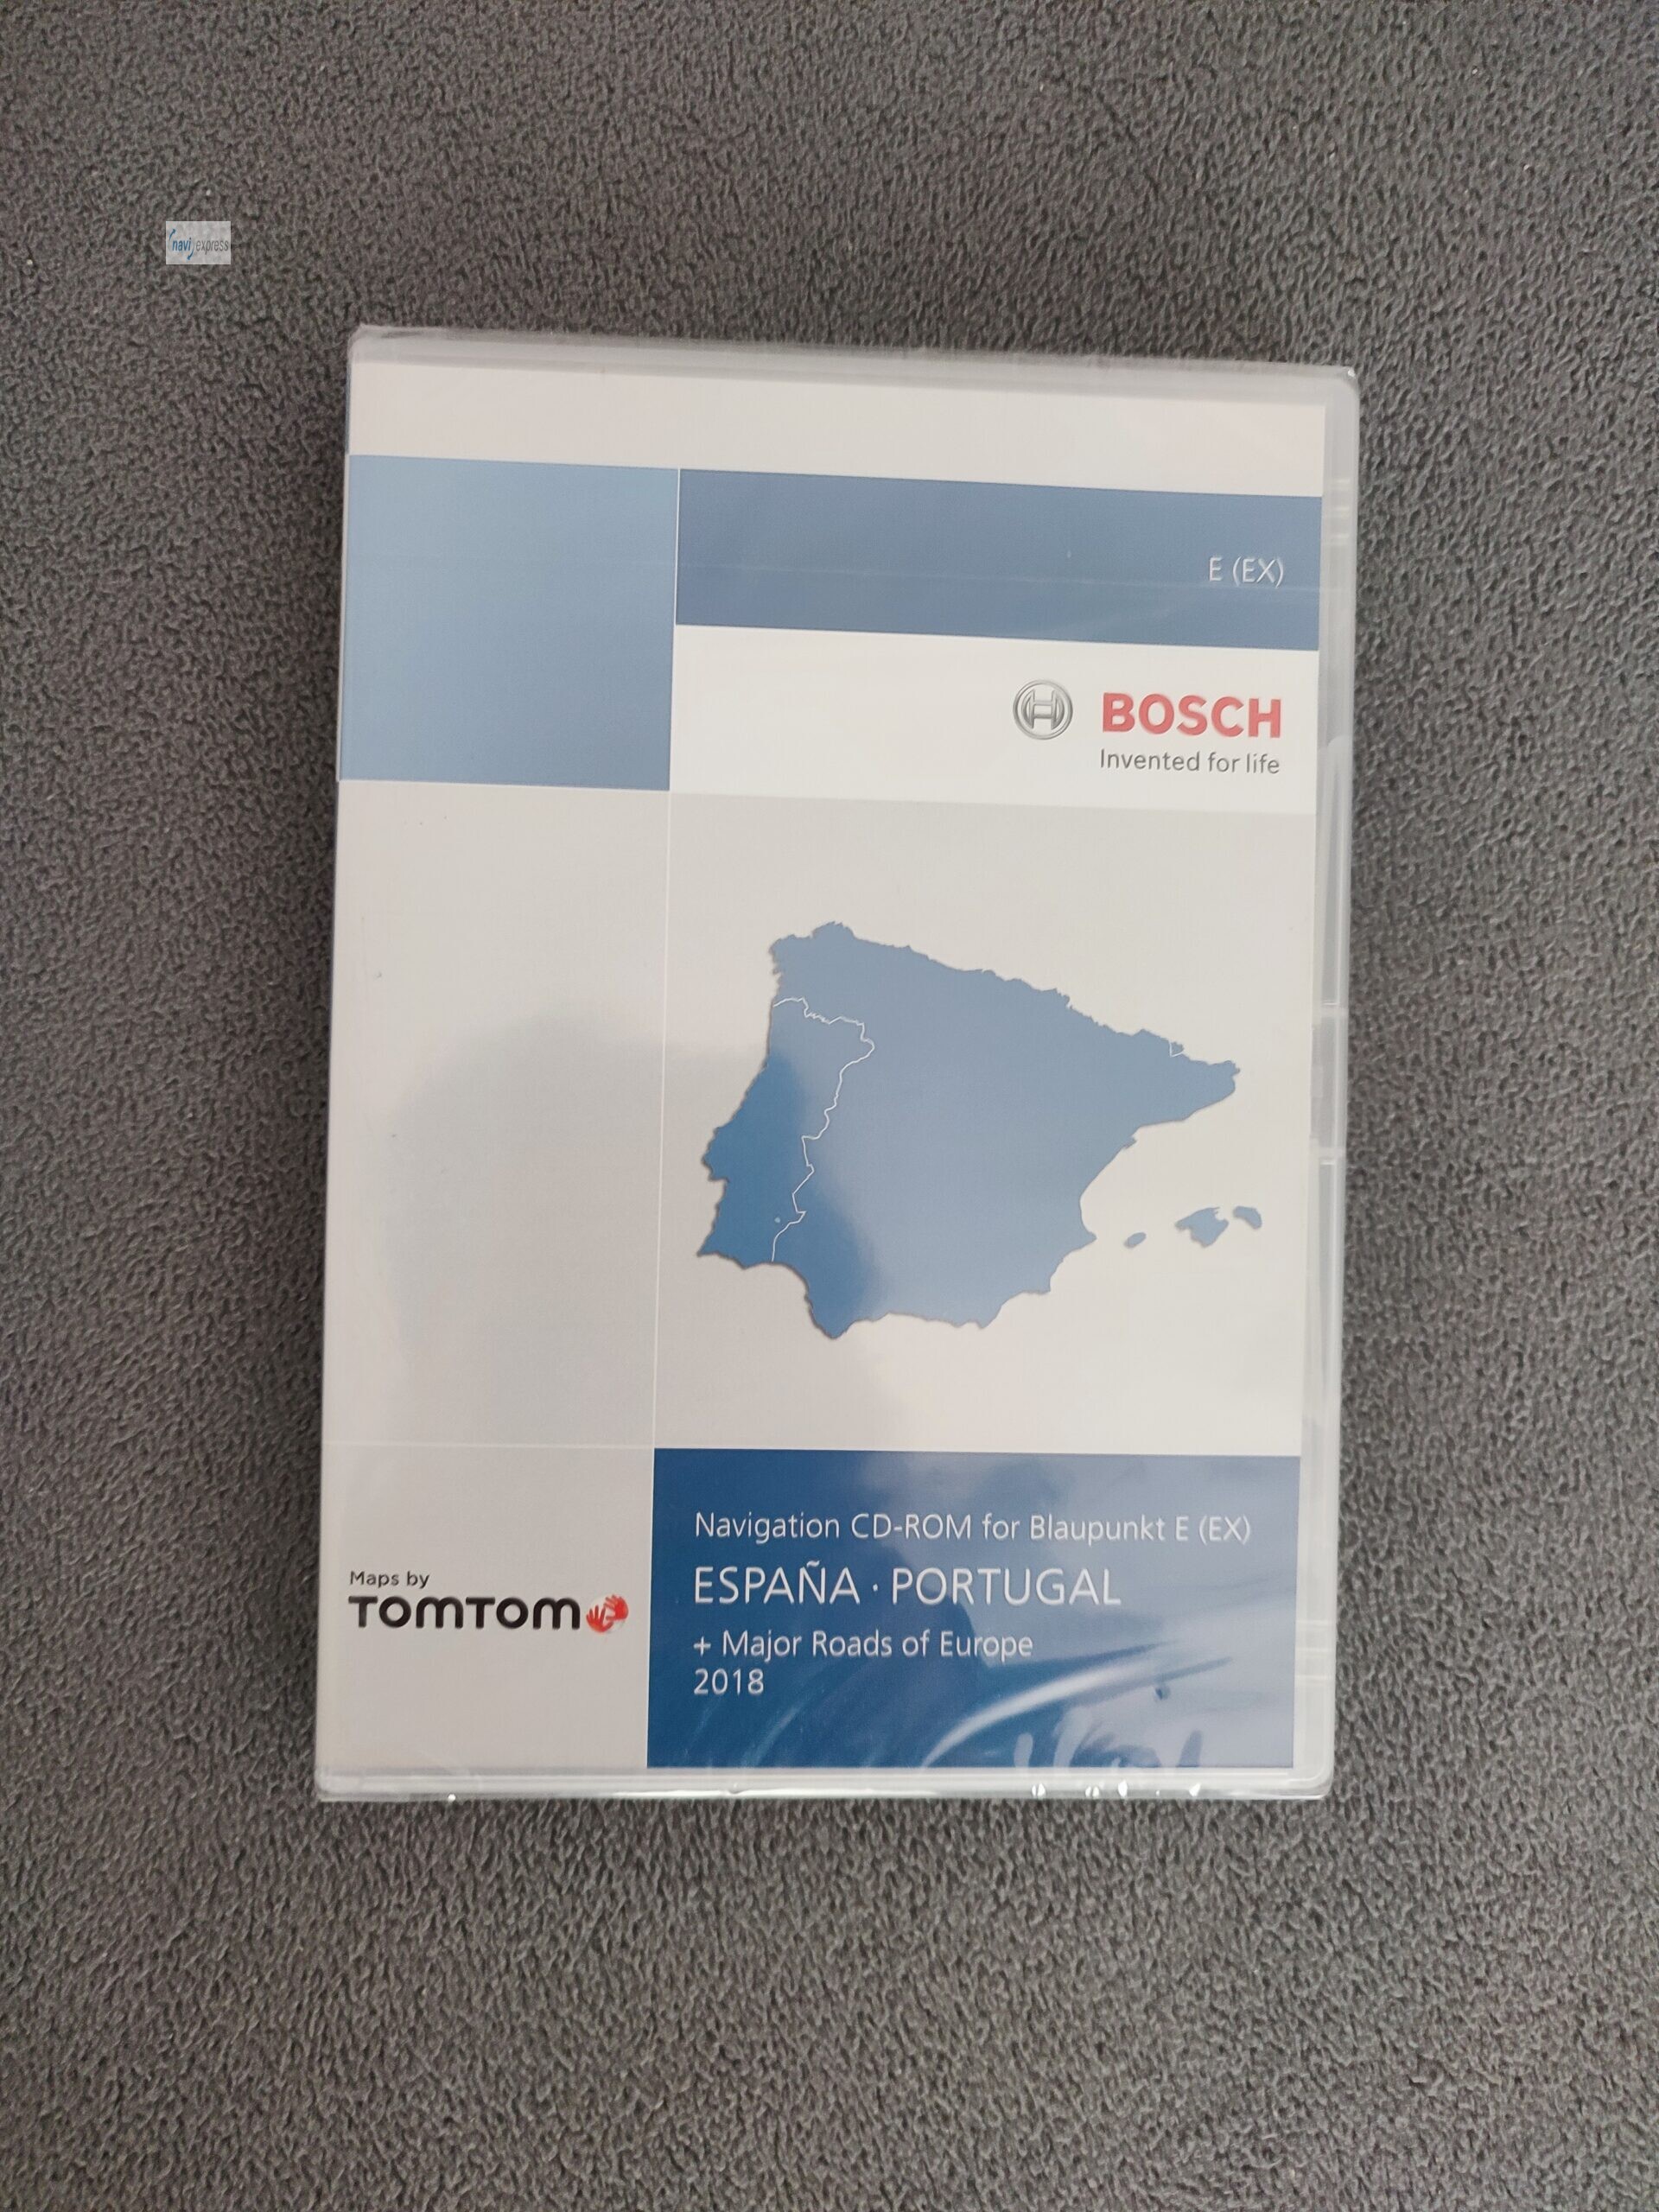 navi express
E (EX)
BOSCH
Invented for life
Navigation CD-ROM for Blaupunkt E (EX)
ESPAÑA · PORTUGAL
+ Major Roads of Europe
2018
Maps by
TOMTOM